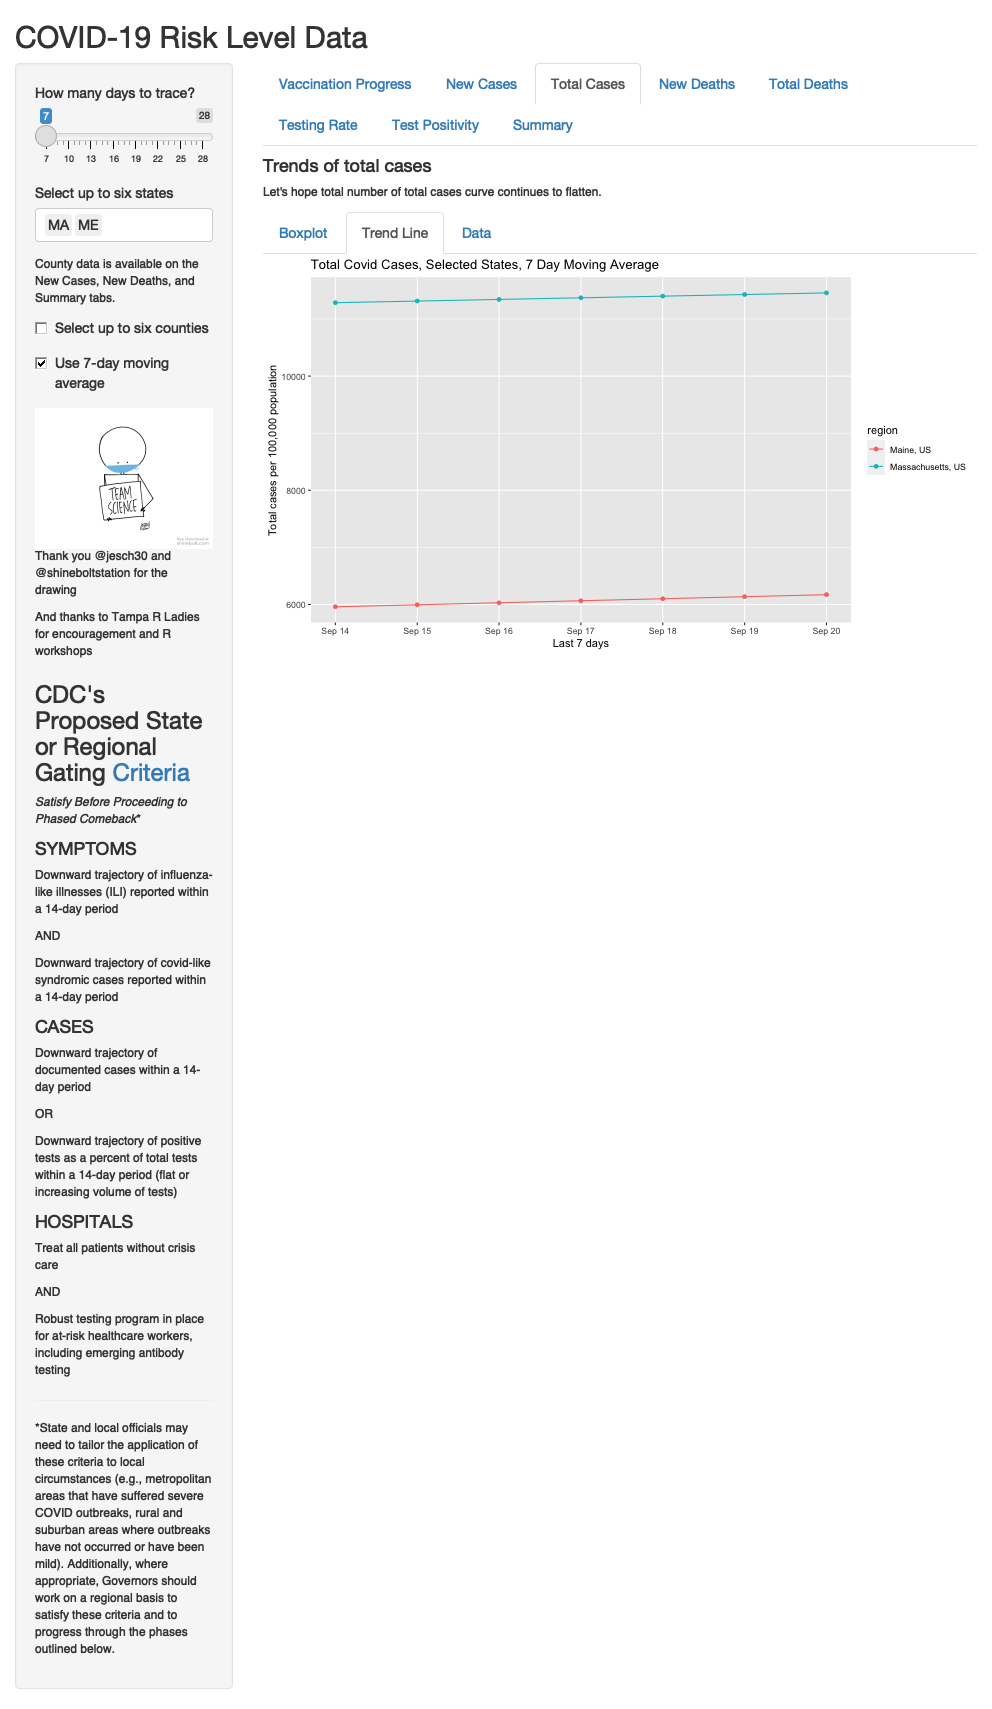 COVID-19 Risk Level Data
How many days to trace?
7
28
7 10 13 16 19 22 25 28
Select up to six states
MA ME
County data is available on the
New Cases, New Deaths, and
Summary tabs.
Select up to six counties
Use 7-day moving
average
TEAM
SCIENCE
free download at
shinebolt.com
Thank you @jesch30 and
@shineboltstation for the
drawing
And thanks to Tampa R Ladies
for encouragement and R
workshops
CDC's
Proposed State
or Regional
Gating Criteria
Satisfy Before Proceeding to
Phased Comeback*
SYMPTOMS
Downward trajectory of influenza-
like illnesses (ILI) reported within
a 14-day period
AND
Downward trajectory of covid-like
syndromic cases reported within
a 14-day period
CASES
Downward trajectory of
documented cases within a 14-
day period
OR
Downward trajectory of positive
tests as a percent of total tests
within a 14-day period (flat or
increasing volume of tests)
HOSPITALS
Treat all patients without crisis
care
AND
Robust testing program in place
for at-risk healthcare workers,
including emerging antibody
testing
*State and local officials may
need to tailor the application of
these criteria to local
circumstances (e.g., metropolitan
areas that have suffered severe
COVID outbreaks, rural and
suburban areas where outbreaks
have not occurred or have been
mild). Additionally, where
appropriate, Governors should
work on a regional basis to
satisfy these criteria and to
progress through the phases
outlined below.
Vaccination Progress New Cases Total Cases New Deaths Total Deaths
Testing Rate Test Positivity Summary
Trends of total cases
Let's hope total number of total cases curve continues to flatten.
Boxplot Trend Line Data
Total Covid Cases, Selected States, 7 Day Moving Average
Total cases per 100,000 population
10000
8000
6000
Sep 14 Sep 15 Sep 16 Sep 17 Sep 18 Sep 19 Sep 20
Last 7 days
region
Maine, US
Massachusetts, US